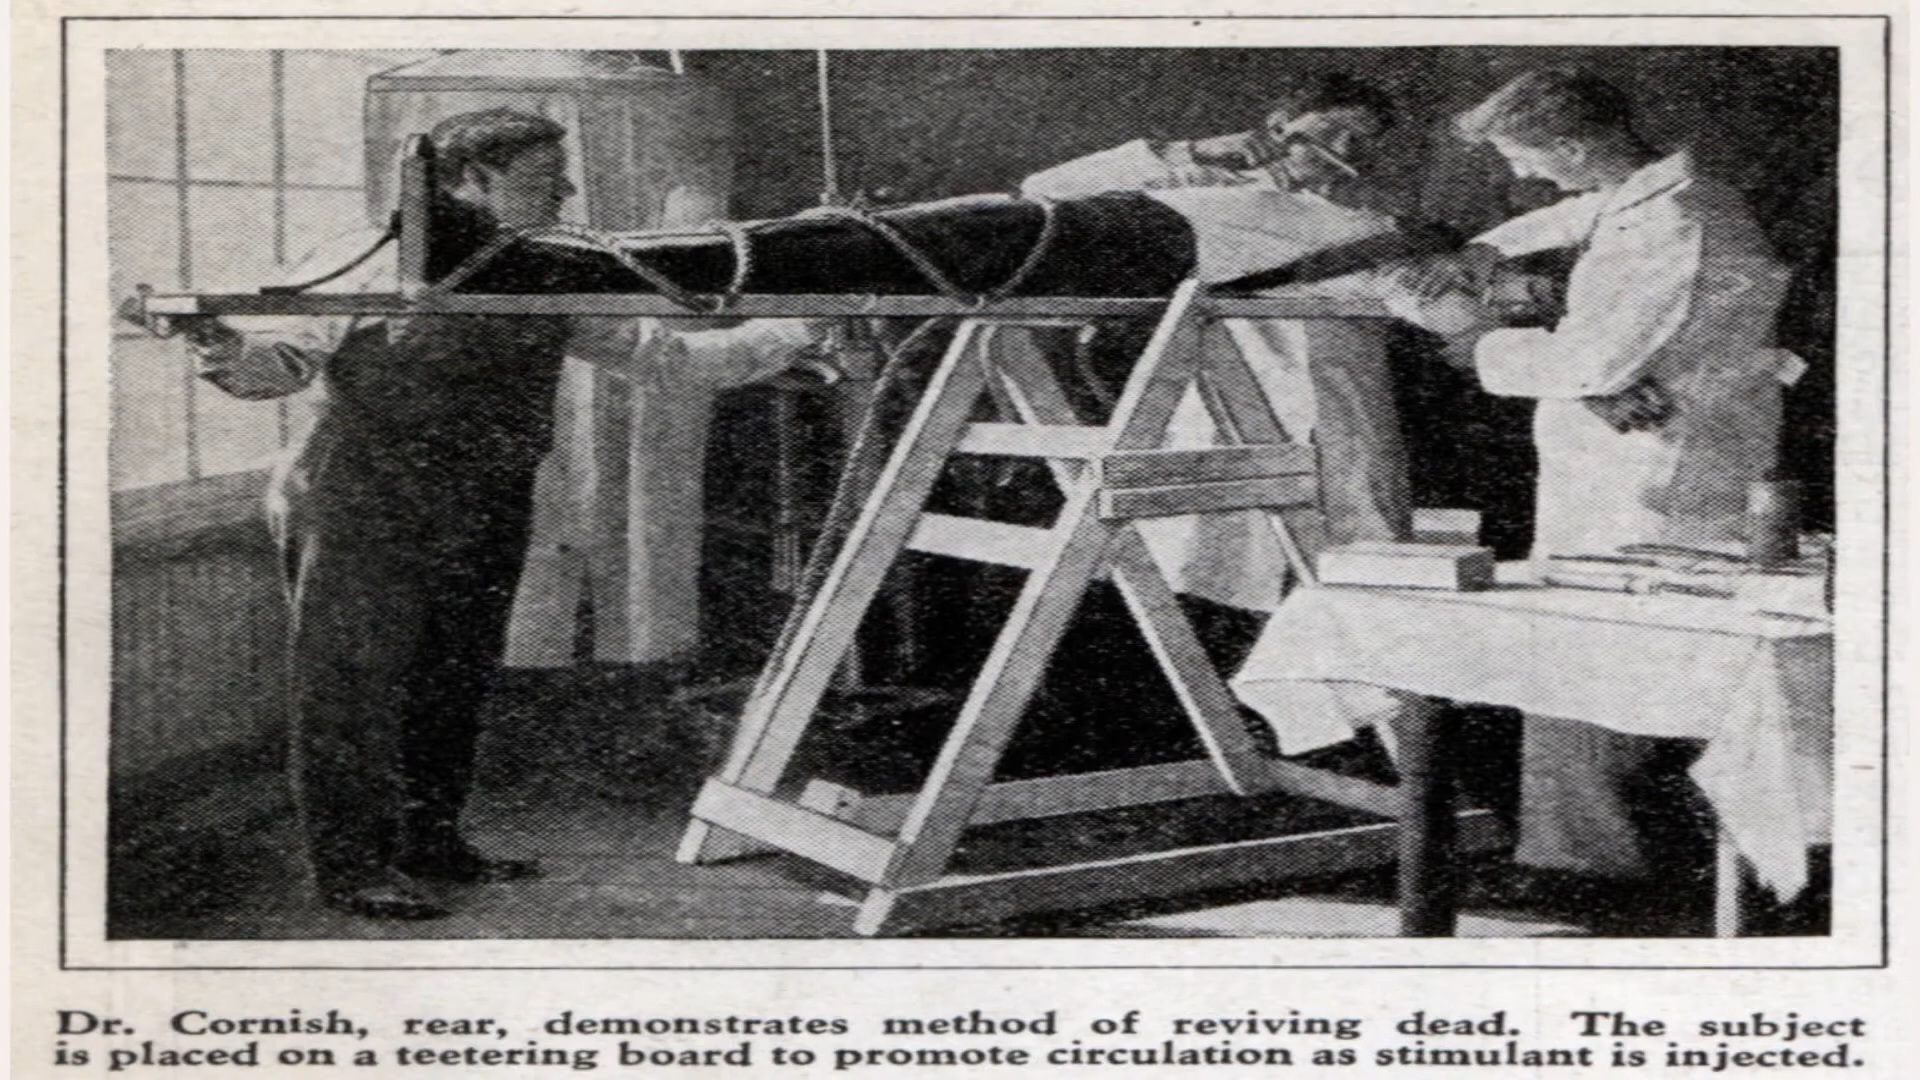 Dr. Cornish, rear, demonstrates method of reviving dead. The subject
is placed on a teetering board to promote circulation as stimulant is injected.